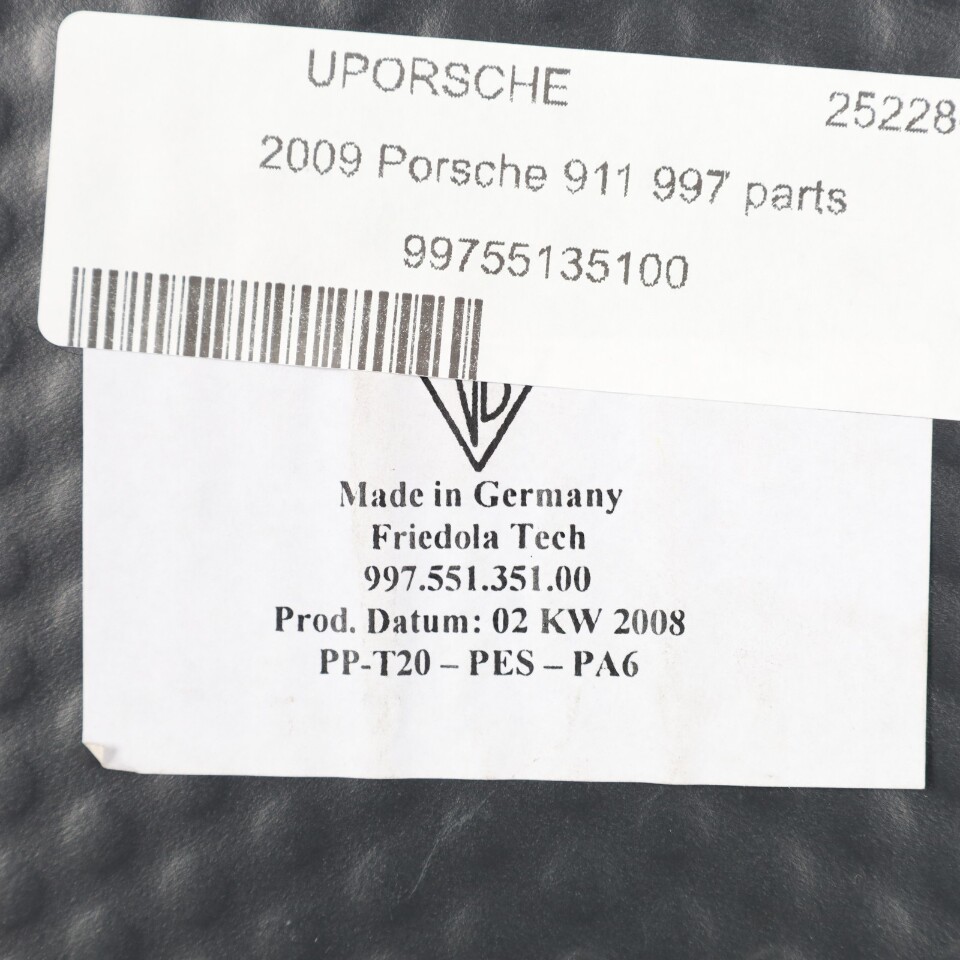 UPORSCHE 25228
2009 Porsche 911 997 parts
99755135100
Made in Germany
Friedola Tech
997.551.351.00
Prod. Datum: 02 KW 2008
PP-T20 – PES – PA6